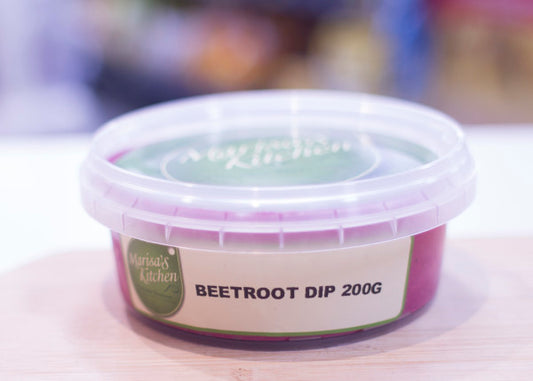 Marisa's
Kitchen
Marisa's
Kitchen
BEETROOT DIP 200G